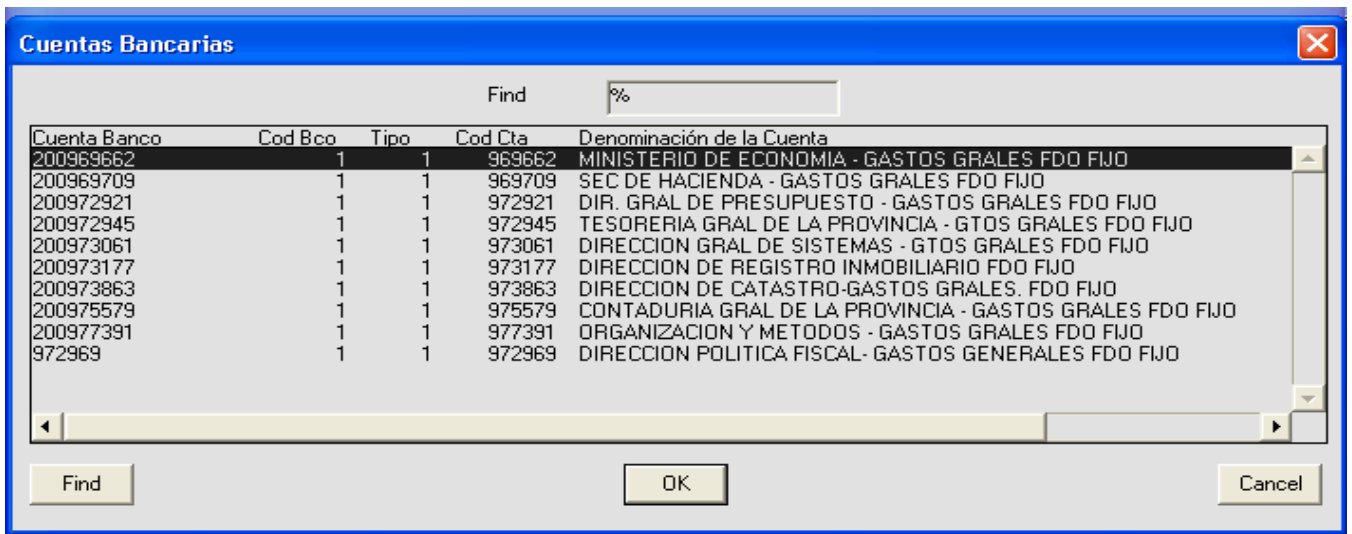 Cuentas Bancarias
Find %
Cuenta Banco Cod Bco Tipo Cod Cta Denominación de la Cuenta
200969662 1 1 969662 MINISTERIO DE ECONOMIA - GASTOS GRALES FDO FIJO
200969709 1 1 969709 SEC DE HACIENDA - GASTOS GRALES FDO FIJO
200972921 1 1 972921 DIR. GRAL DE PRESUPUESTO - GASTOS GRALES FDO FIJO
200972945 1 1 972945 TESORERIA GRAL DE LA PROVINCIA - GTOS GRALES FDO FIJO
200973061 1 1 973061 DIRECCION GRAL DE SISTEMAS - GTOS GRALES FDO FIJO
200973177 1 1 973177 DIRECCION DE REGISTRO INMOBILIARIO FDO FIJO
200973863 1 1 973863 DIRECCION DE CATASTRO-GASTOS GRALES. FDO FIJO
200975579 1 1 975579 CONTADURIA GRAL DE LA PROVINCIA - GASTOS GRALES FDO FIJO
200977391 1 1 977391 ORGANIZACION Y METODOS - GASTOS GRALES FDO FIJO
972969 1 1 972969 DIRECCION POLITICA FISCAL- GASTOS GENERALES FDO FIJO
Find OK Cancel